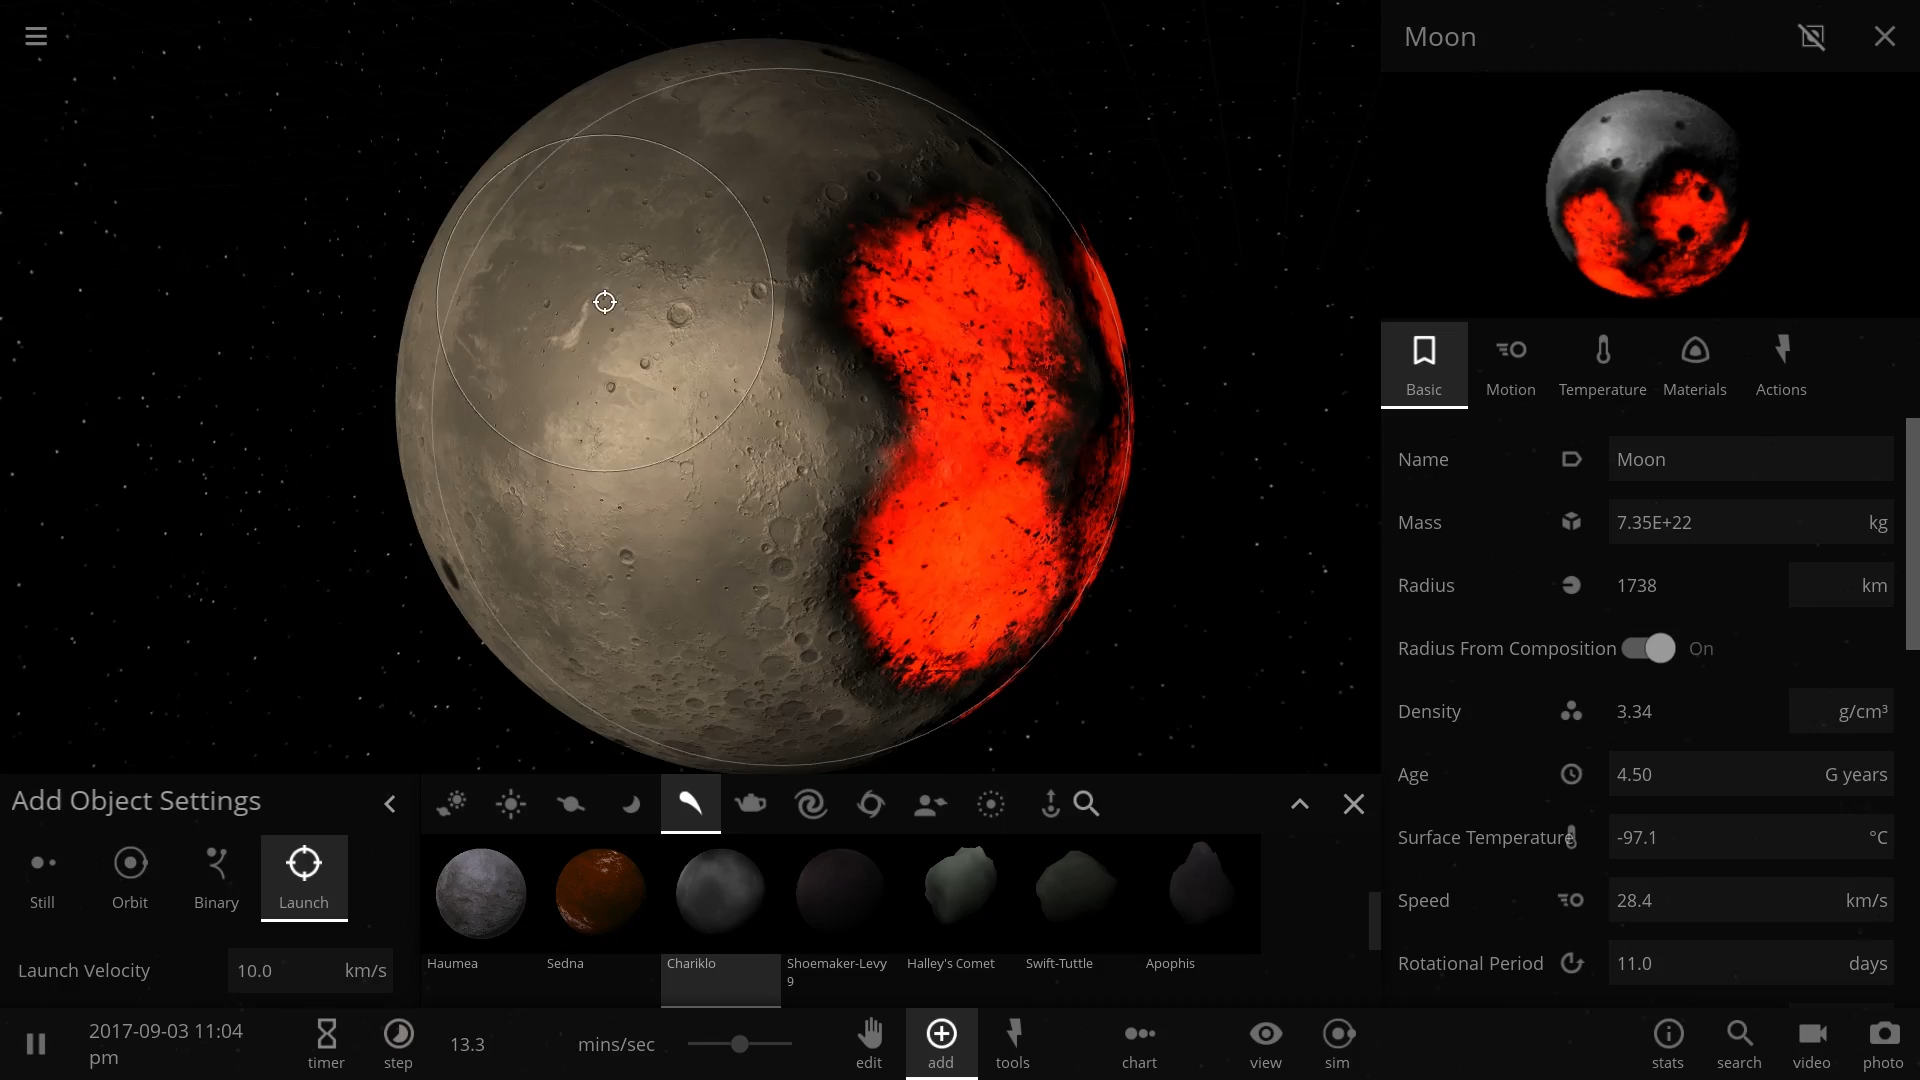 Moon
Basic
Motion
Temperature
Materials
Actions
Name
Moon
Mass
7.35E+22
kg
Radius
1738
km
Radius From Composition
On
Density
3.34
g/cm³
Age
4.50
G years
Surface Temperature
-97.1
°C
Speed
28.4
km/s
Rotational Period
11.0
days
Add Object Settings
Still
Orbit
Binary
Launch
Launch Velocity
10.0
km/s
Haumea
Sedna
Chariklo
Shoemaker-Levy
9
Halley's Comet
Swift-Tuttle
Apophis
2017-09-03 11:04
pm
timer
step
13.3
mins/sec
edit
add
tools
chart
view
sim
stats
search
video
photo